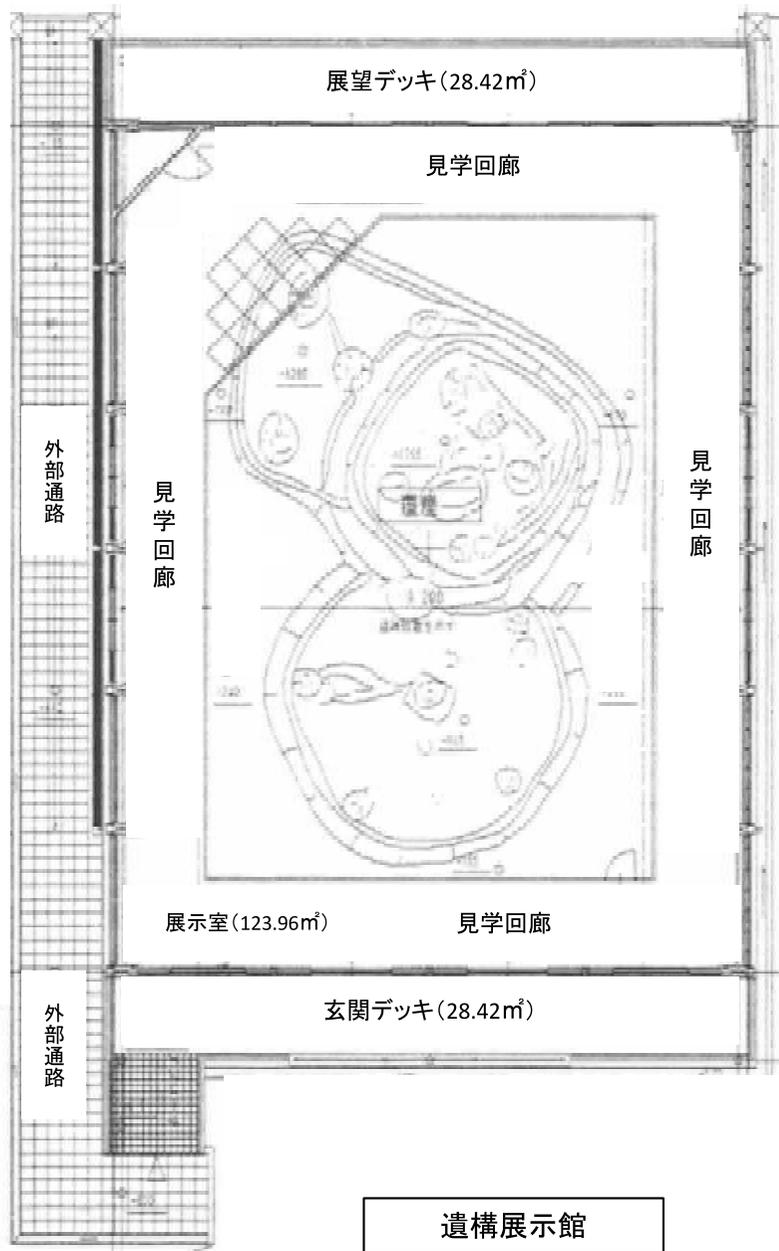 展望デッキ（28.42㎡）
見学回廊
外部通路
見学回廊
見学回廊
展示室（123.96㎡）
見学回廊
玄関デッキ（28.42㎡）
外部通路
遺構展示館